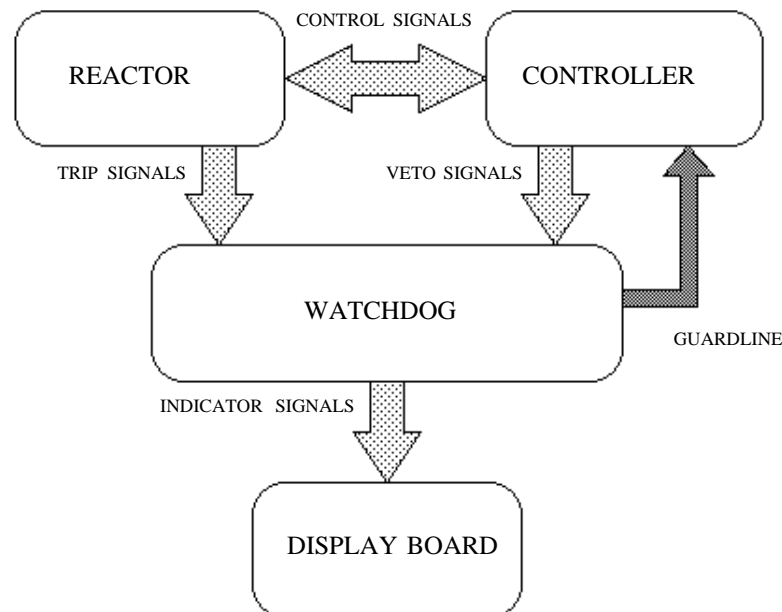 CONTROL SIGNALS
REACTOR
CONTROLLER
TRIP SIGNALS
VETO SIGNALS
WATCHDOG
GUARDLINE
INDICATOR SIGNALS
DISPLAY BOARD